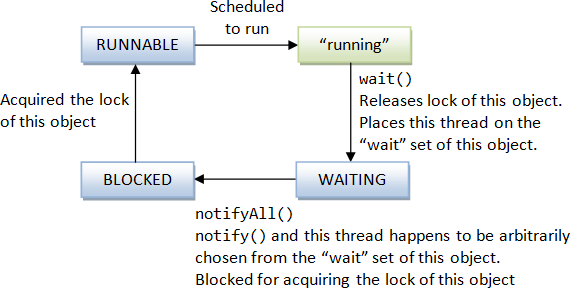 Scheduled
to run
RUNNABLE
“running”
wait()
Releases lock of this object.
Places this thread on the
“wait” set of this object.
Acquired the lock
of this object
BLOCKED
WAITING
notifyAll()
notify() and this thread happens to be arbitrarily
chosen from the “wait” set of this object.
Blocked for acquiring the lock of this object